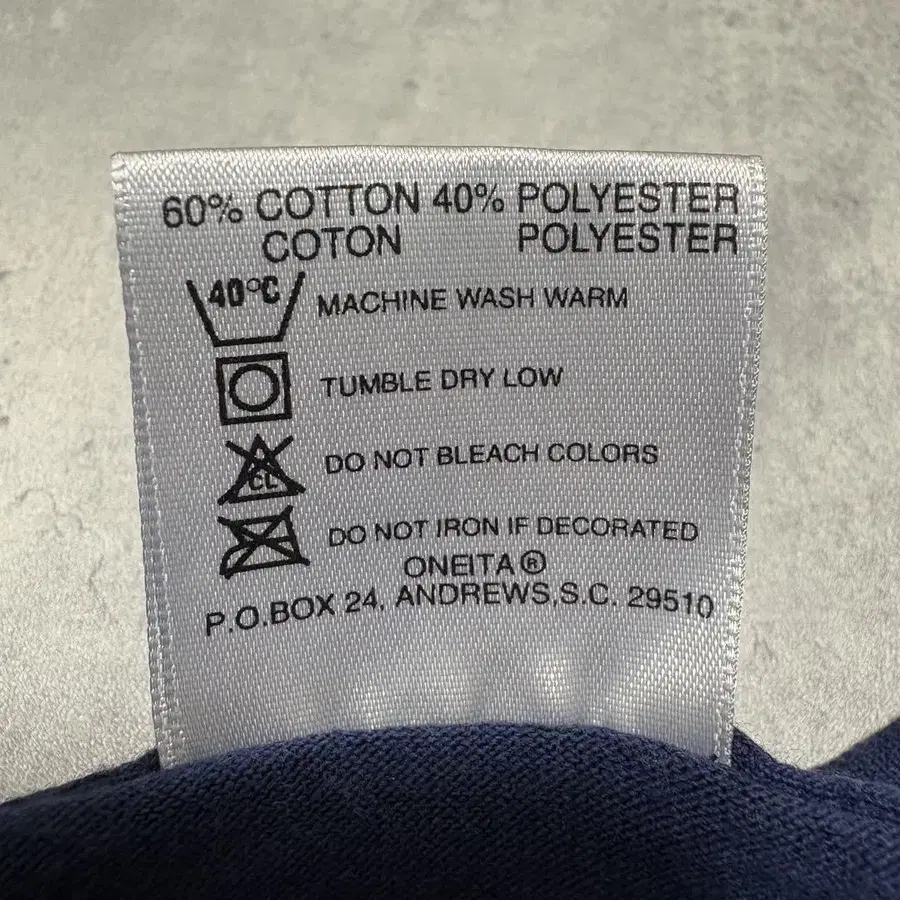 60% COTTON 40% POLYESTER
COTON POLYESTER
40°C MACHINE WASH WARM
TUMBLE DRY LOW
CL DO NOT BLEACH COLORS
DO NOT IRON IF DECORATED
ONEITA®
P.O.BOX 24, ANDREWS,S.C. 29510